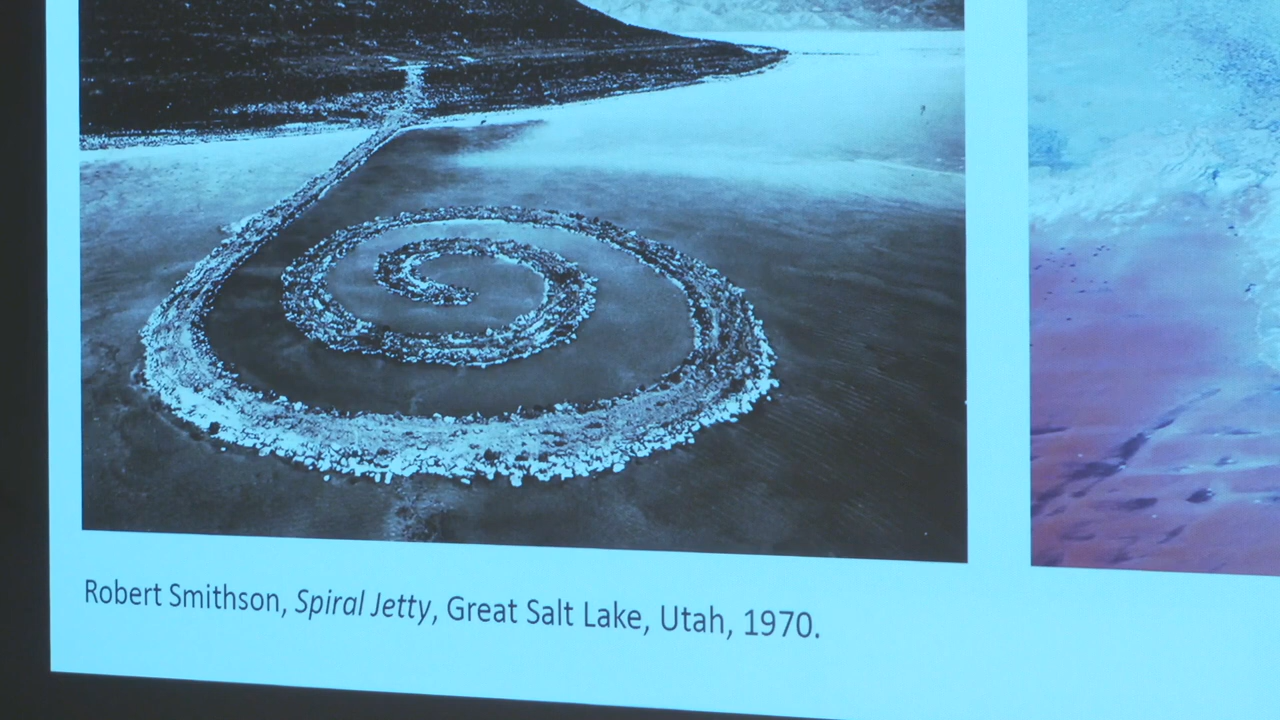 Robert Smithson, Spiral Jetty, Great Salt Lake, Utah, 1970.